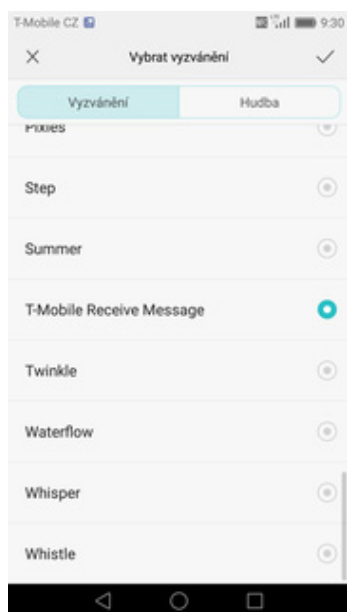 T-Mobile CZ 9:30
Vybrat vyzvánění
Vyzvánění Hudba
Pixies
Step
Summer
T-Mobile Receive Message
Twinkle
Waterflow
Whisper
Whistle